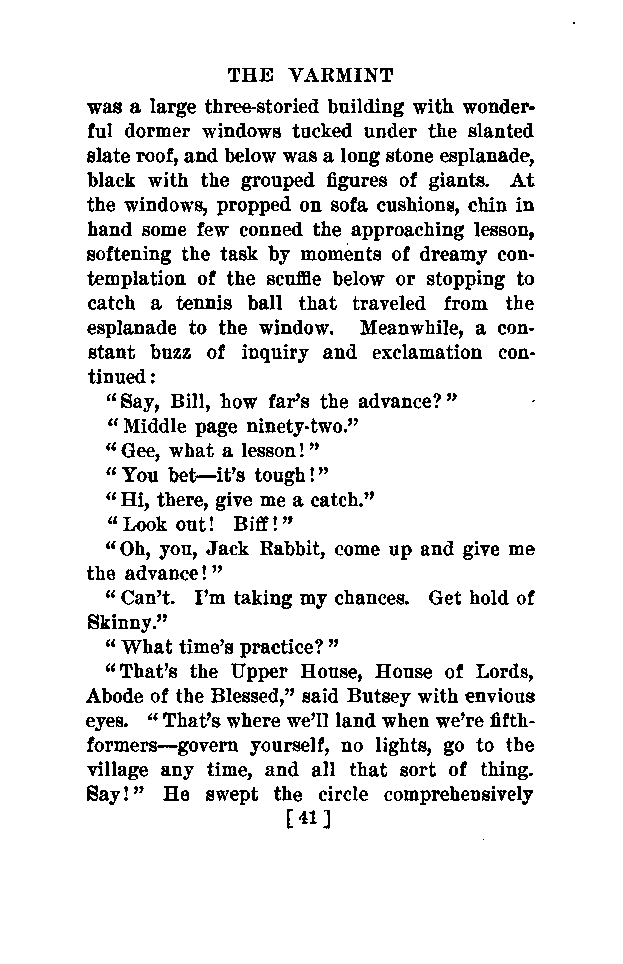 THE VARMINT
was a large three-storied building with wonder-
ful dormer windows tucked under the slanted
slate roof, and below was a long stone esplanade,
black with the grouped figures of giants. At
the windows, propped on sofa cushions, chin in
hand some few conned the approaching lesson,
softening the task by moments of dreamy con-
templation of the scuffle below or stopping to
catch a tennis ball that traveled from the
esplanade to the window. Meanwhile, a con-
stant buzz of inquiry and exclamation con-
tinued:
"Say, Bill, how far's the advance?"
"Middle page ninety-two."
"Gee, what a lesson!"
"You bet—it's tough!"
"Hi, there, give me a catch."
"Look out! Biff!"
"Oh, you, Jack Rabbit, come up and give me
the advance!"
"Can't. I'm taking my chances. Get hold of
Skinny."
"What time's practice?"
"That's the Upper House, House of Lords,
Abode of the Blessed," said Butsey with envious
eyes. "That's where we'll land when we're fifth-
formers—govern yourself, no lights, go to the
village any time, and all that sort of thing.
Say!" He swept the circle comprehensively
[41]